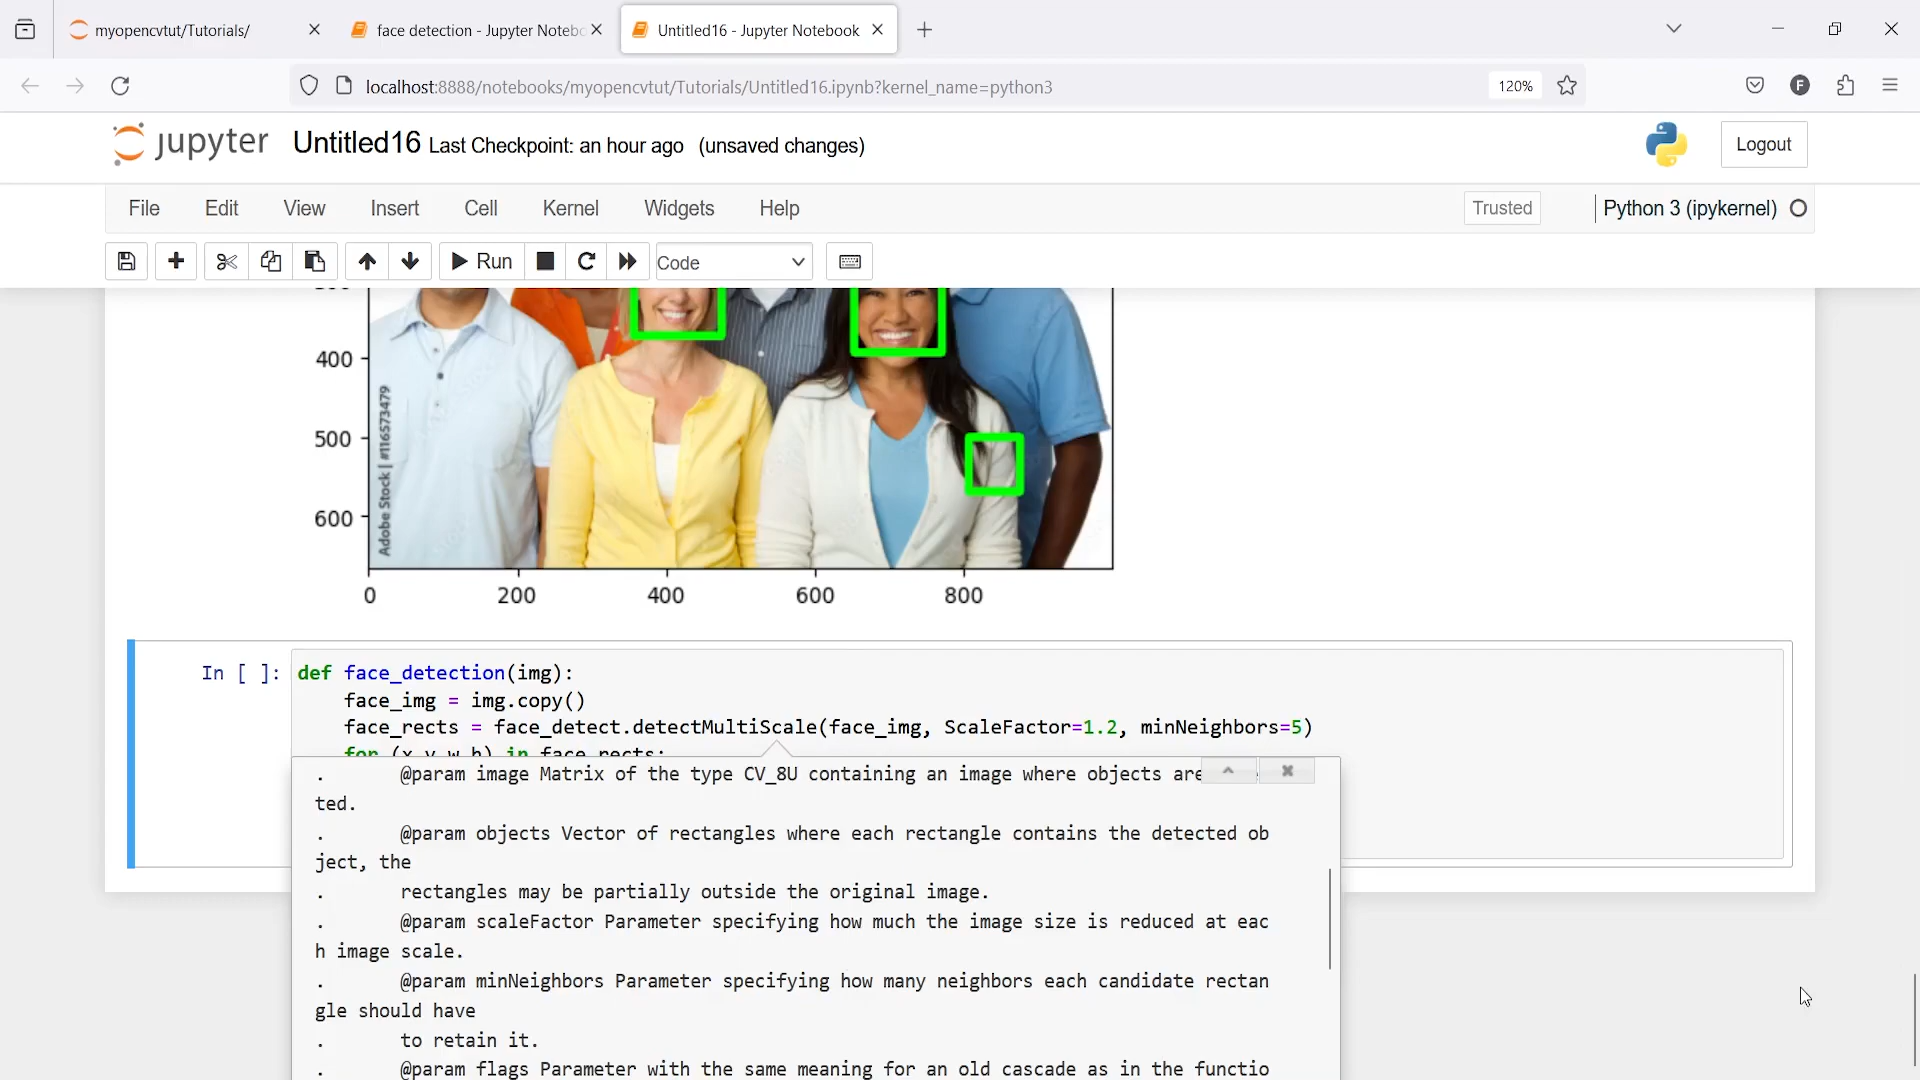 myopencvtut/Tutorials/
face detection - Jupyter Notebo
Untitled16 - Jupyter Notebook
localhost:8888/notebooks/myopencvtut/Tutorials/Untitled16.ipynb?kernel_name=python3
120%
F
jupyter
Untitled16 Last Checkpoint: an hour ago (unsaved changes)
Logout
File Edit View Insert Cell Kernel Widgets Help
Trusted
Python 3 (ipykernel)
Run
Code
400
500
600
Adobe Stock | #116573479
0 200 400 600 800
In [ ]: def face_detection(img):
face_img = img.copy()
face_rects = face_detect.detectMultiScale(face_img, ScaleFactor=1.2, minNeighbors=5)
for (x,y,w,h) in face_rects:
. @param image Matrix of the type CV_8U containing an image where objects are
ted.
. @param objects Vector of rectangles where each rectangle contains the detected ob
ject, the
. rectangles may be partially outside the original image.
. @param scaleFactor Parameter specifying how much the image size is reduced at eac
h image scale.
. @param minNeighbors Parameter specifying how many neighbors each candidate rectan
gle should have
. to retain it.
. @param flags Parameter with the same meaning for an old cascade as in the functio